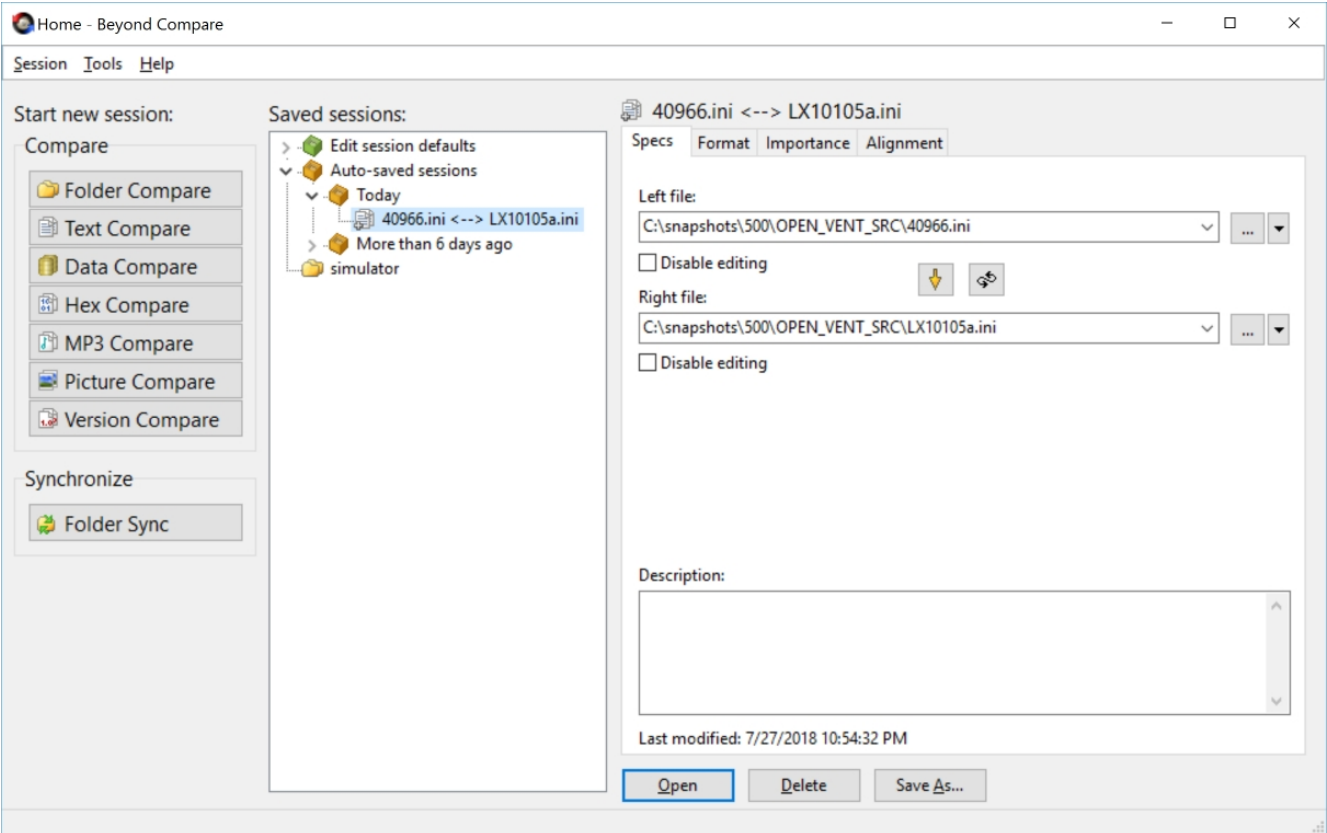 Home - Beyond Compare
Session Tools Help
Start new session:
Compare
Folder Compare
Text Compare
Data Compare
Hex Compare
MP3 Compare
Picture Compare
Version Compare
Synchronize
Folder Sync
Saved sessions:
Edit session defaults
Auto-saved sessions
Today
40966.ini <--> LX10105a.ini
More than 6 days ago
simulator
40966.ini <--> LX10105a.ini
Specs Format Importance Alignment
Left file:
C:\snapshots\500\OPEN_VENT_SRC\40966.ini
...
Disable editing
Right file:
C:\snapshots\500\OPEN_VENT_SRC\LX10105a.ini
...
Disable editing
Description:
Last modified: 7/27/2018 10:54:32 PM
Open Delete Save As...